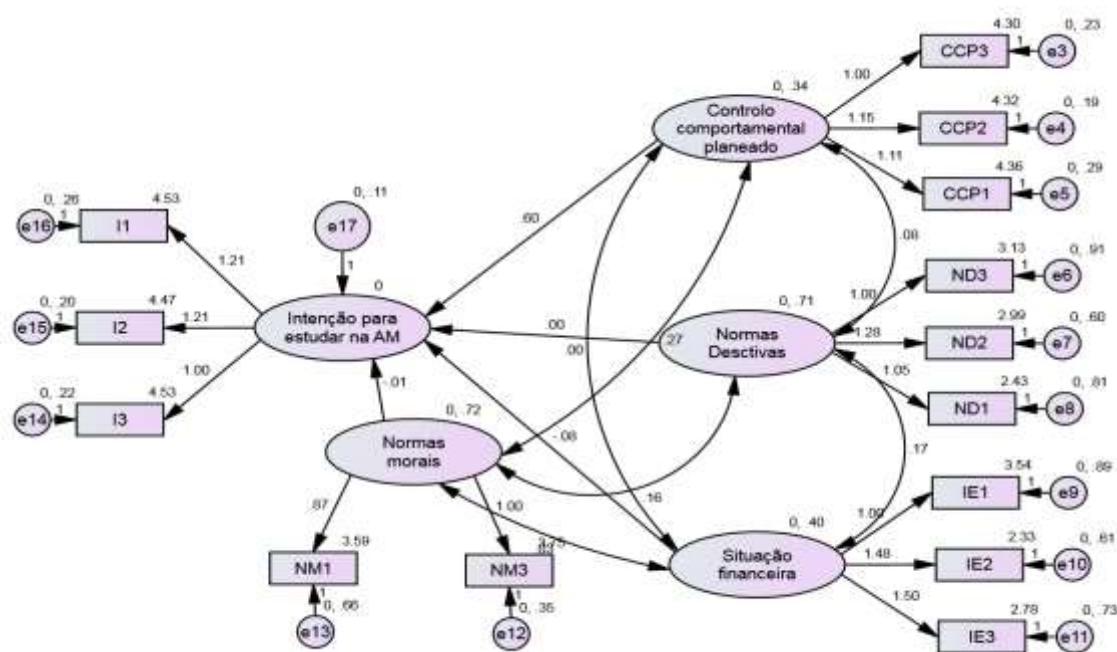 4.30
0, .23
CCP3
1
e3
1.00
0, .34
Controlo
comportamental
planeado
4.32
0, .19
1.15
CCP2
1
e4
1.11
4.36
0, .29
CCP1
1
e5
0, .26
4.53
e16
1
I1
0, .11
e17
1
.60
.08
3.13
0, .91
ND3
1
e6
1.21
1.00
0, .20
4.47
e15
1
I2
1.21
0
Intenção para
estudar na AM
.00
0, .71
Normas
Desctivas
.27
1.28
2.99
0, .60
ND2
1
e7
1.05
2.43
0, .81
ND1
1
e8
.00
1.00
-.01
0, .22
4.53
e14
1
I3
0, .72
Normas
morais
-.08
.17
.87
1.00
.16
3.54
0, .89
IE1
1
e9
1.00
0, .40
Situação
financeira
2.33
0, .61
1.48
IE2
1
e10
1.50
2.78
0, .73
IE3
1
e11
3.59
NM1
1
0, .66
e13
NM3
1
0, .35
e12